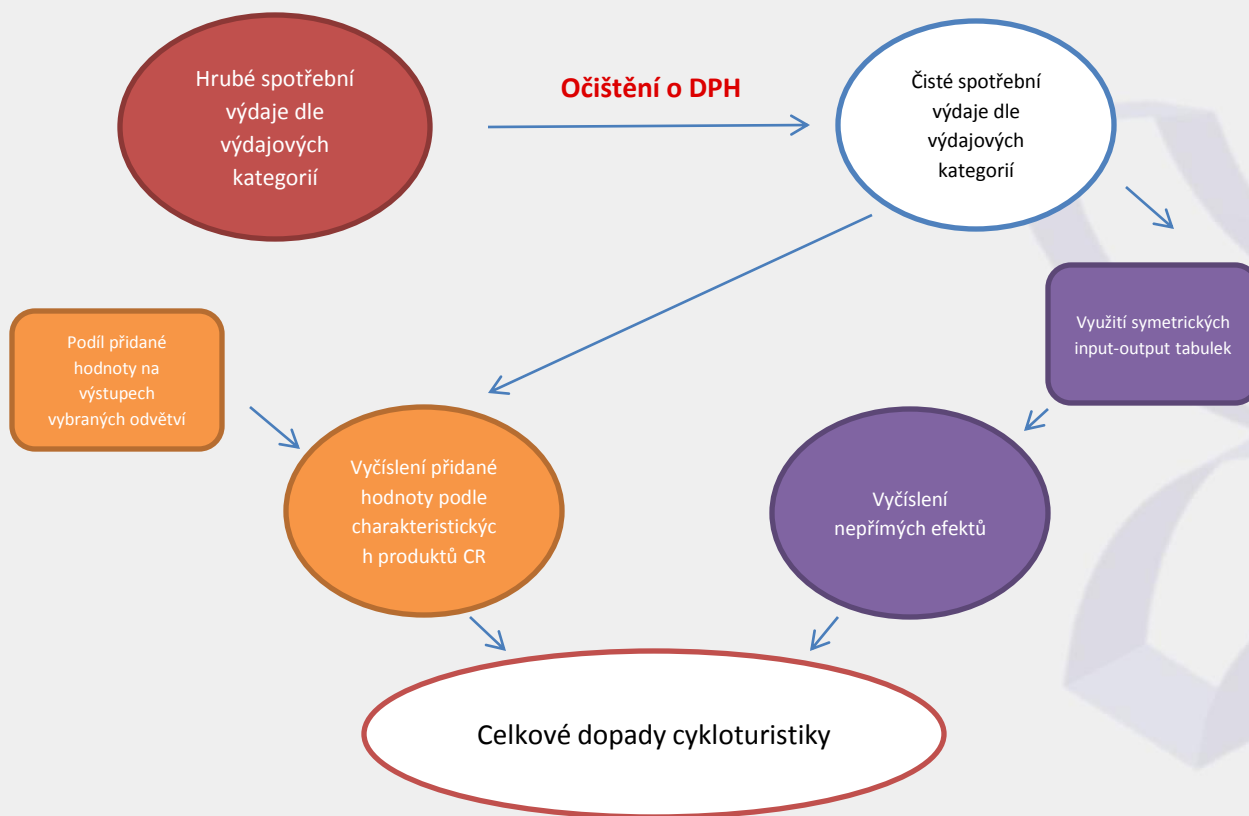 Hrubé spotřební
výdaje dle
výdajových
kategorií
Očištění o DPH
Čisté spotřební
výdaje dle
výdajových
kategorií
Podíl přidané
hodnoty na
výstupech
vybraných odvětví
Využití symetrických
input-output tabulek
Vyčíslení přidané
hodnoty podle
charakteristickýc
h produktů CR
Vyčíslení
nepřímých efektů
Celkové dopady cykloturistiky